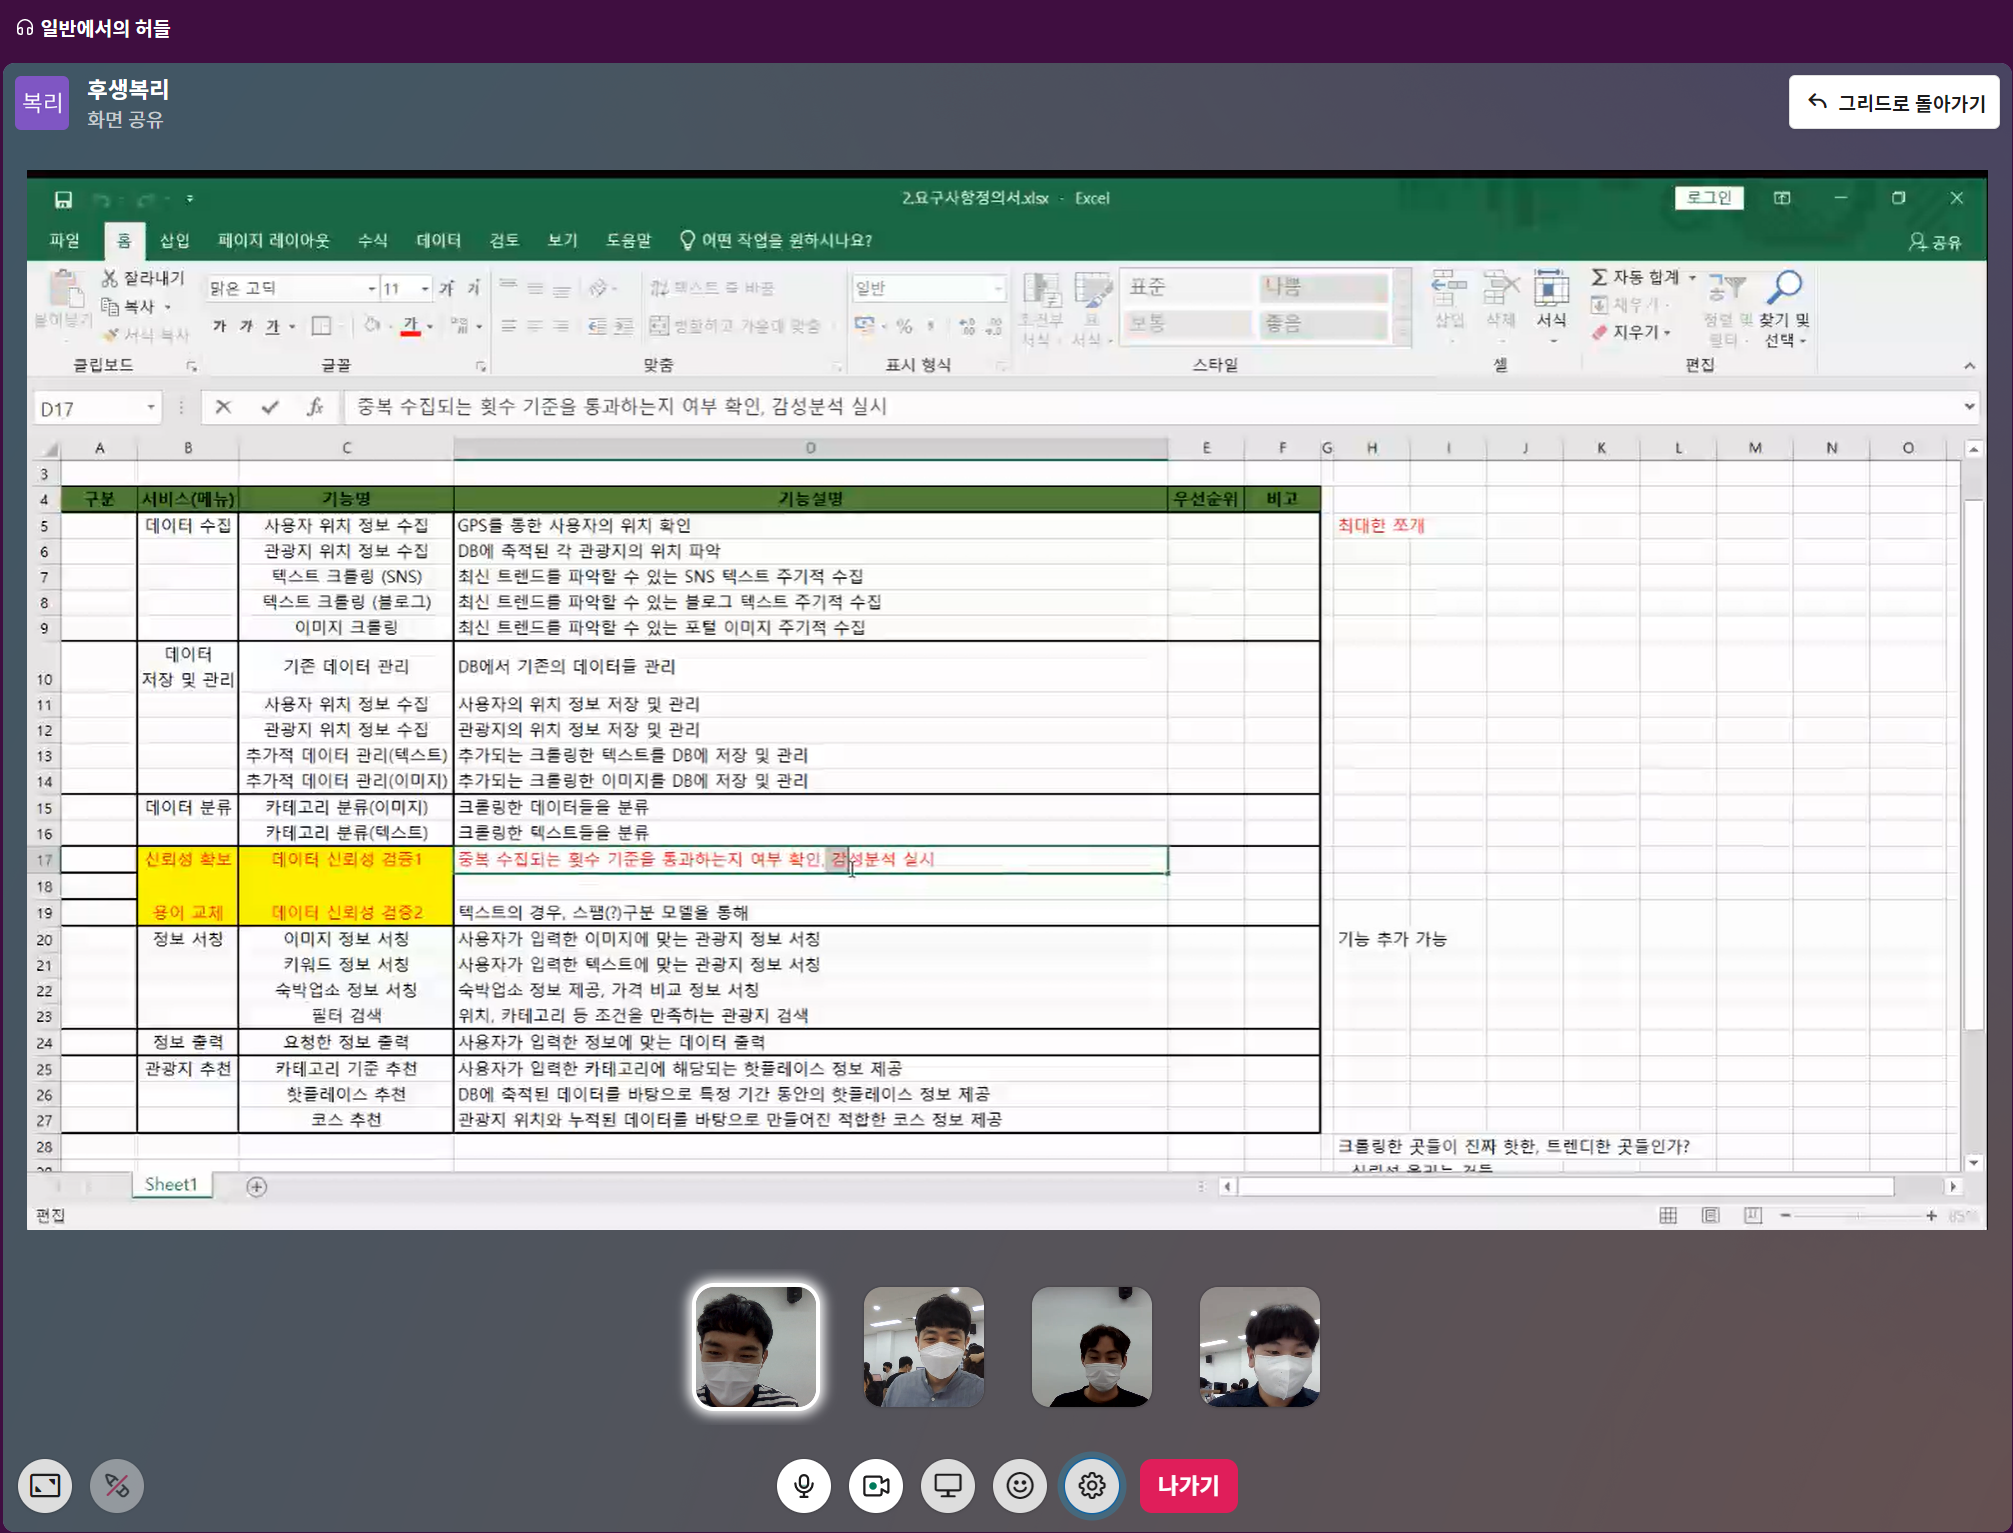 일반에서의 허들
복리
후생복리
화면 공유
그리드로 돌아가기
2.요구사항정의서.xlsx - Excel
로그인
파일 홈 삽입 페이지 레이아웃 수식 데이터 검토 보기 도움말 어떤 작업을 원하시나요?
공유
붙여넣기
잘라내기
복사
서식 복사
클립보드
맑은 고딕 11
가 가
가 가 가 가
글꼴
텍스트 줄 바꿈
병합하고 가운데 맞춤
맞춤
일반
%
표시 형식
조건부 서식
표 서식
표준 나쁨
보통 좋음
스타일
삽입 삭제 서식
셀
자동 합계
채우기
지우기
정렬 및 필터
찾기 및 선택
편집
D17
fx
중복 수집되는 횟수 기준을 통과하는지 여부 확인, 감성분석 실시
A B C D E F G H I J K L M N O
3
4 구분 서비스(메뉴) 기능명 기능설명 우선순위 비고
5 데이터 수집 사용자 위치 정보 수집 GPS를 통한 사용자의 위치 확인 최대한 쪼개
6 관광지 위치 정보 수집 DB에 축적된 각 관광지의 위치 파악
7 텍스트 크롤링 (SNS) 최신 트렌드를 파악할 수 있는 SNS 텍스트 주기적 수집
8 텍스트 크롤링 (블로그) 최신 트렌드를 파악할 수 있는 블로그 텍스트 주기적 수집
9 이미지 크롤링 최신 트렌드를 파악할 수 있는 포털 이미지 주기적 수집
데이터
10 저장 및 관리 기존 데이터 관리 DB에서 기존의 데이터들 관리
11 사용자 위치 정보 수집 사용자의 위치 정보 저장 및 관리
12 관광지 위치 정보 수집 관광지의 위치 정보 저장 및 관리
13 추가적 데이터 관리(텍스트) 추가되는 크롤링한 텍스트를 DB에 저장 및 관리
14 추가적 데이터 관리(이미지) 추가되는 크롤링한 이미지를 DB에 저장 및 관리
15 데이터 분류 카테고리 분류(이미지) 크롤링한 데이터들을 분류
16 카테고리 분류(텍스트) 크롤링한 텍스트들을 분류
17 신뢰성 확보 데이터 신뢰성 검증1 중복 수집되는 횟수 기준을 통과하는지 여부 확인, 감성분석 실시
18
19 용이 교체 데이터 신뢰성 검증2 텍스트의 경우, 스팸(?)구분 모델을 통해
20 정보 서칭 이미지 정보 서칭 사용자가 입력한 이미지에 맞는 관광지 정보 서칭 기능 추가 가능
21 키워드 정보 서칭 사용자가 입력한 텍스트에 맞는 관광지 정보 서칭
22 숙박업소 정보 서칭 숙박업소 정보 제공, 가격 비교 정보 서칭
23 필터 검색 위치, 카테고리 등 조건을 만족하는 관광지 검색
24 정보 출력 요청한 정보 출력 사용자가 입력한 정보에 맞는 데이터 출력
25 관광지 추천 카테고리 기준 추천 사용자가 입력한 카테고리에 해당되는 핫플레이스 정보 제공
26 핫플레이스 추천 DB에 축적된 데이터를 바탕으로 특정 기간 동안의 핫플레이스 정보 제공
27 코스 추천 관광지 위치와 누적된 데이터를 바탕으로 만들어진 적합한 코스 정보 제공
28 크롤링한 곳들이 진짜 핫한, 트렌디한 곳들인가?
Sheet1
편집
85%
나가기